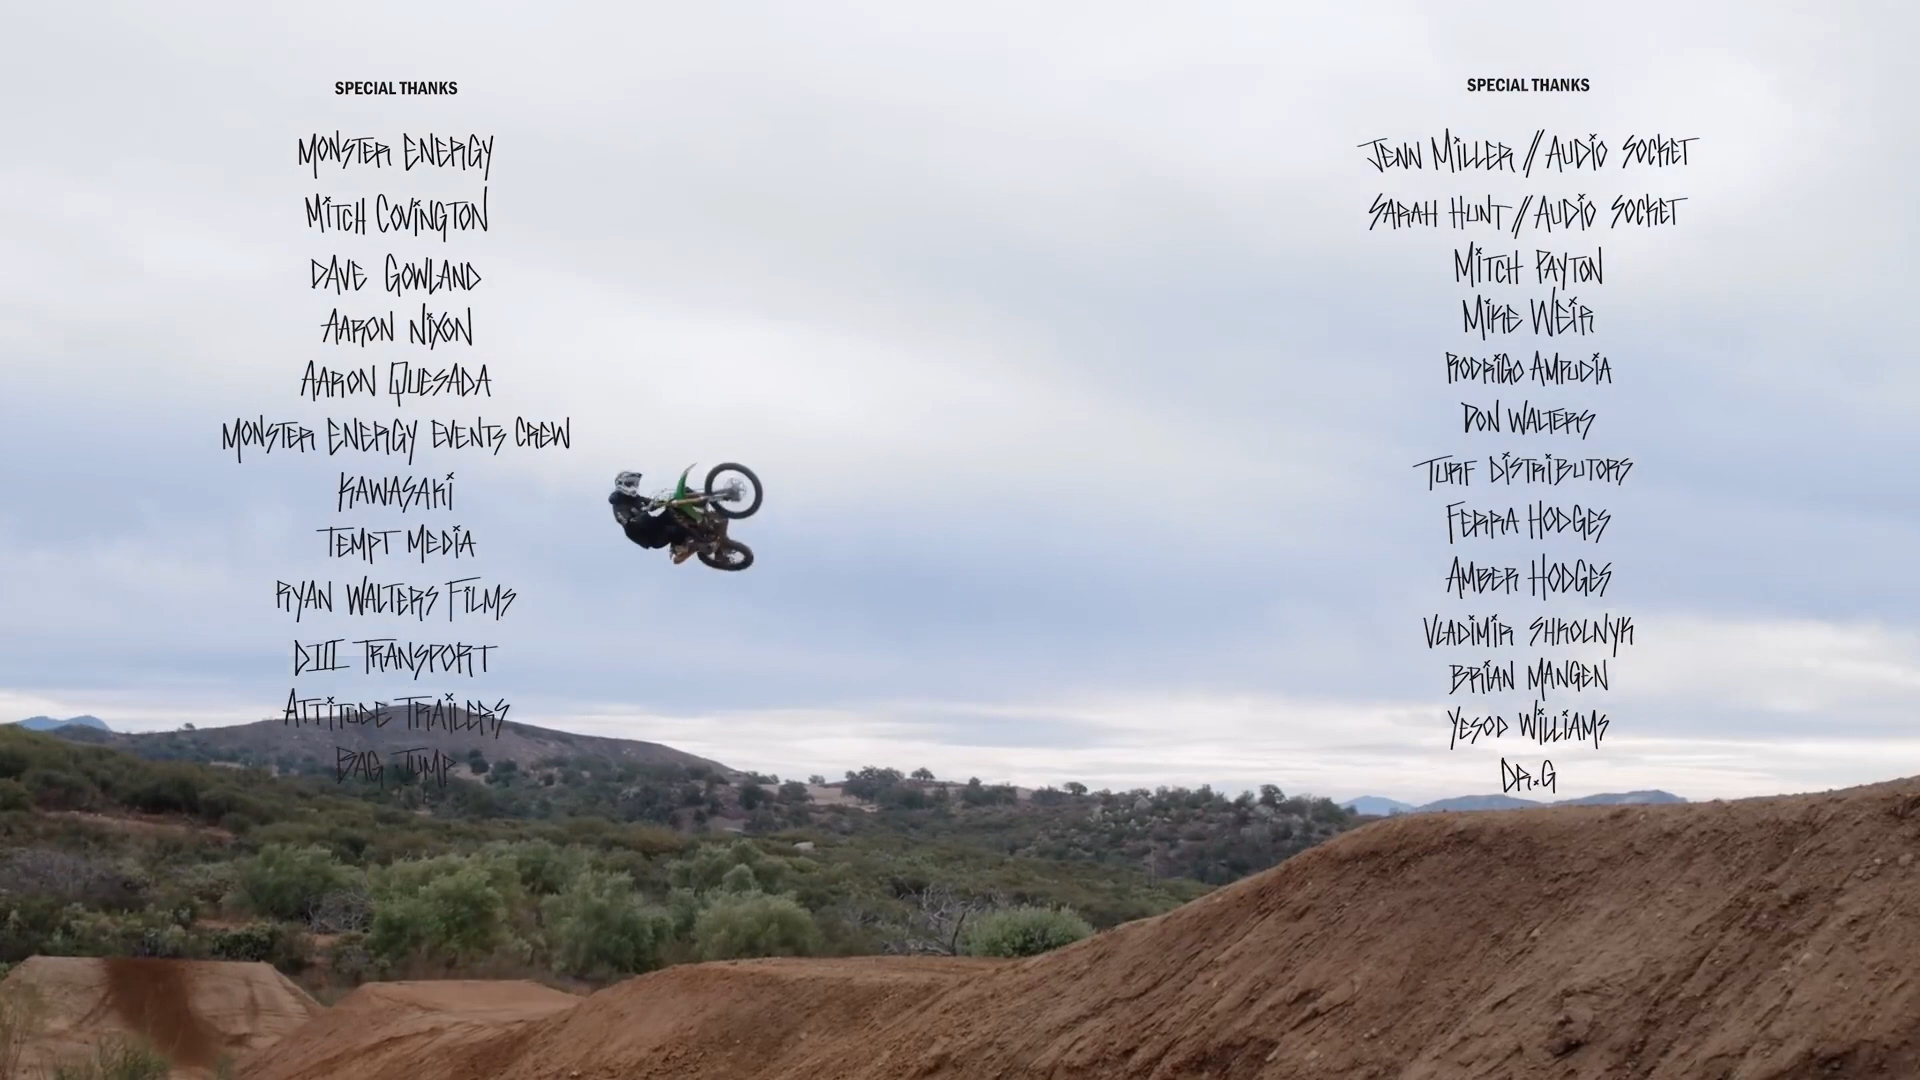 SPECIAL THANKS
MONSTER ENERGY
MITCH COVINGTON
DAVE GOWLAND
AARON NIXON
AARON QUESADA
MONSTER ENERGY EVENTS CREW
KAWASAKI
TEMPT MEDIA
RYAN WALTERS FILMS
DIII TRANSPORT
ATTITUDE TRAILERS
BAG JUMP
SPECIAL THANKS
JENN MILLER // AUDIO SOCKET
SARAH HUNT // AUDIO SOCKET
MITCH PAYTON
MIKE WEIR
RODRIGO AMPUDIA
DON WALTERS
TURF DISTRIBUTORS
FERRA HODGES
AMBER HODGES
VLADIMIR SHKOLNYK
BRIAN MANGEN
YESOD WILLIAMS
DR.G